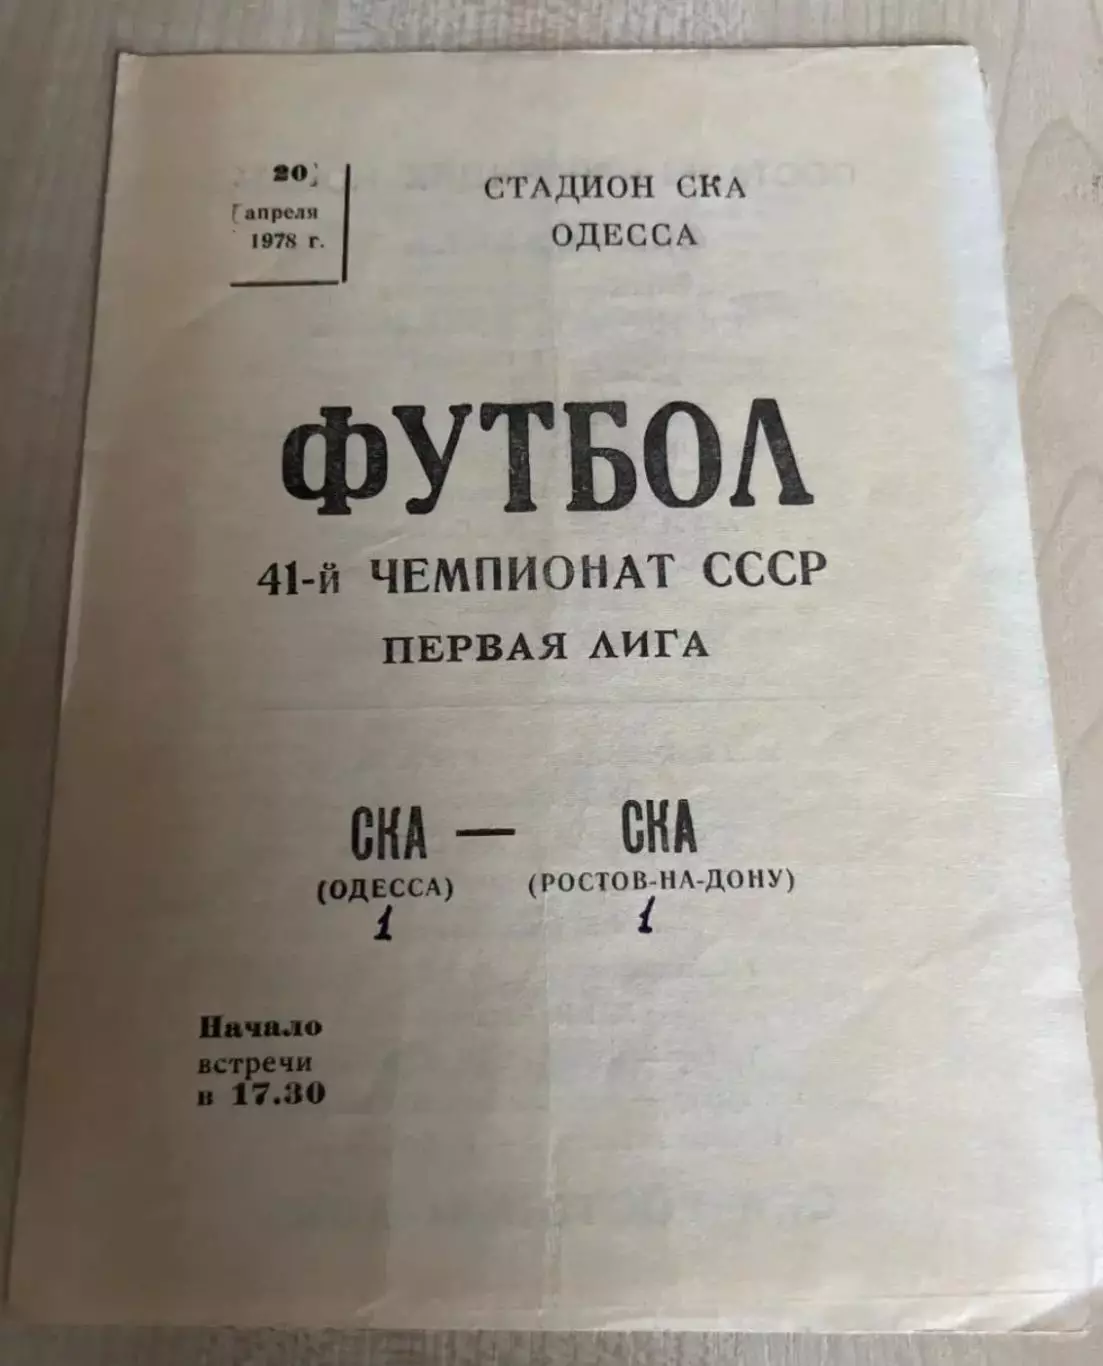 20
апреля
1978 г.
СТАДИОН СКА
ОДЕССА
ФУТБОЛ
41-й ЧЕМПИОНАТ СССР
ПЕРВАЯ ЛИГА
СКА — СКА
(ОДЕССА) (РОСТОВ-НА-ДОНУ)
1 1
Начало
встречи
в 17.30